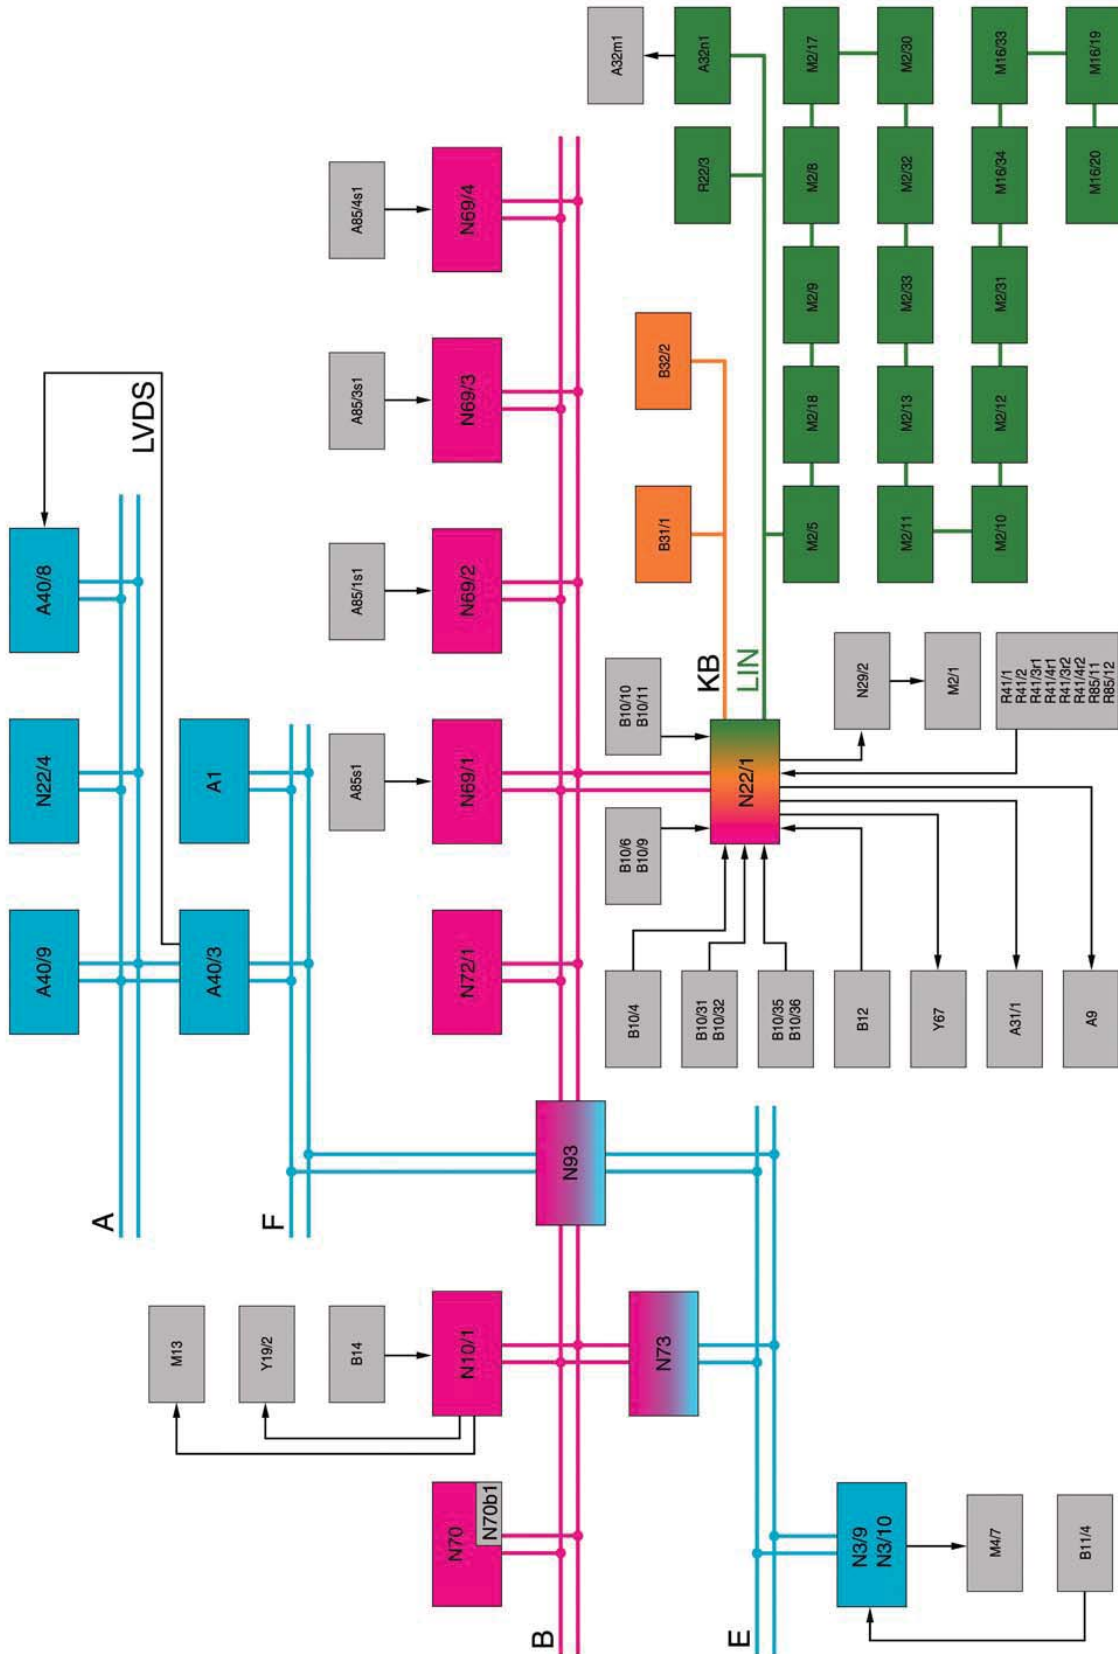 A40/9
N22/4
A40/8
LVDS
A
A40/3
A1
F
M13
Y19/2
B14
A85s1
A85/1s1
A85/3s1
A85/4s1
N70
N70b1
N10/1
N72/1
N69/1
N69/2
N69/3
N69/4
B
N93
N73
E
N3/9
N3/10
M4/7
B11/4
B10/4
B10/31
B10/32
B10/35
B10/36
B12
Y67
A31/1
A9
B10/6
B10/9
B10/10
B10/11
N22/1
KB
LIN
N29/2
M2/1
R41/1
R41/2
R41/3r1
R41/4r1
R41/3r2
R41/4r2
R85/11
R85/12
B31/1
B32/2
A32m1
R22/3
A32n1
M2/5
M2/18
M2/9
M2/8
M2/17
M2/11
M2/13
M2/33
M2/32
M2/30
M2/10
M2/12
M2/31
M16/34
M16/33
M16/20
M16/19